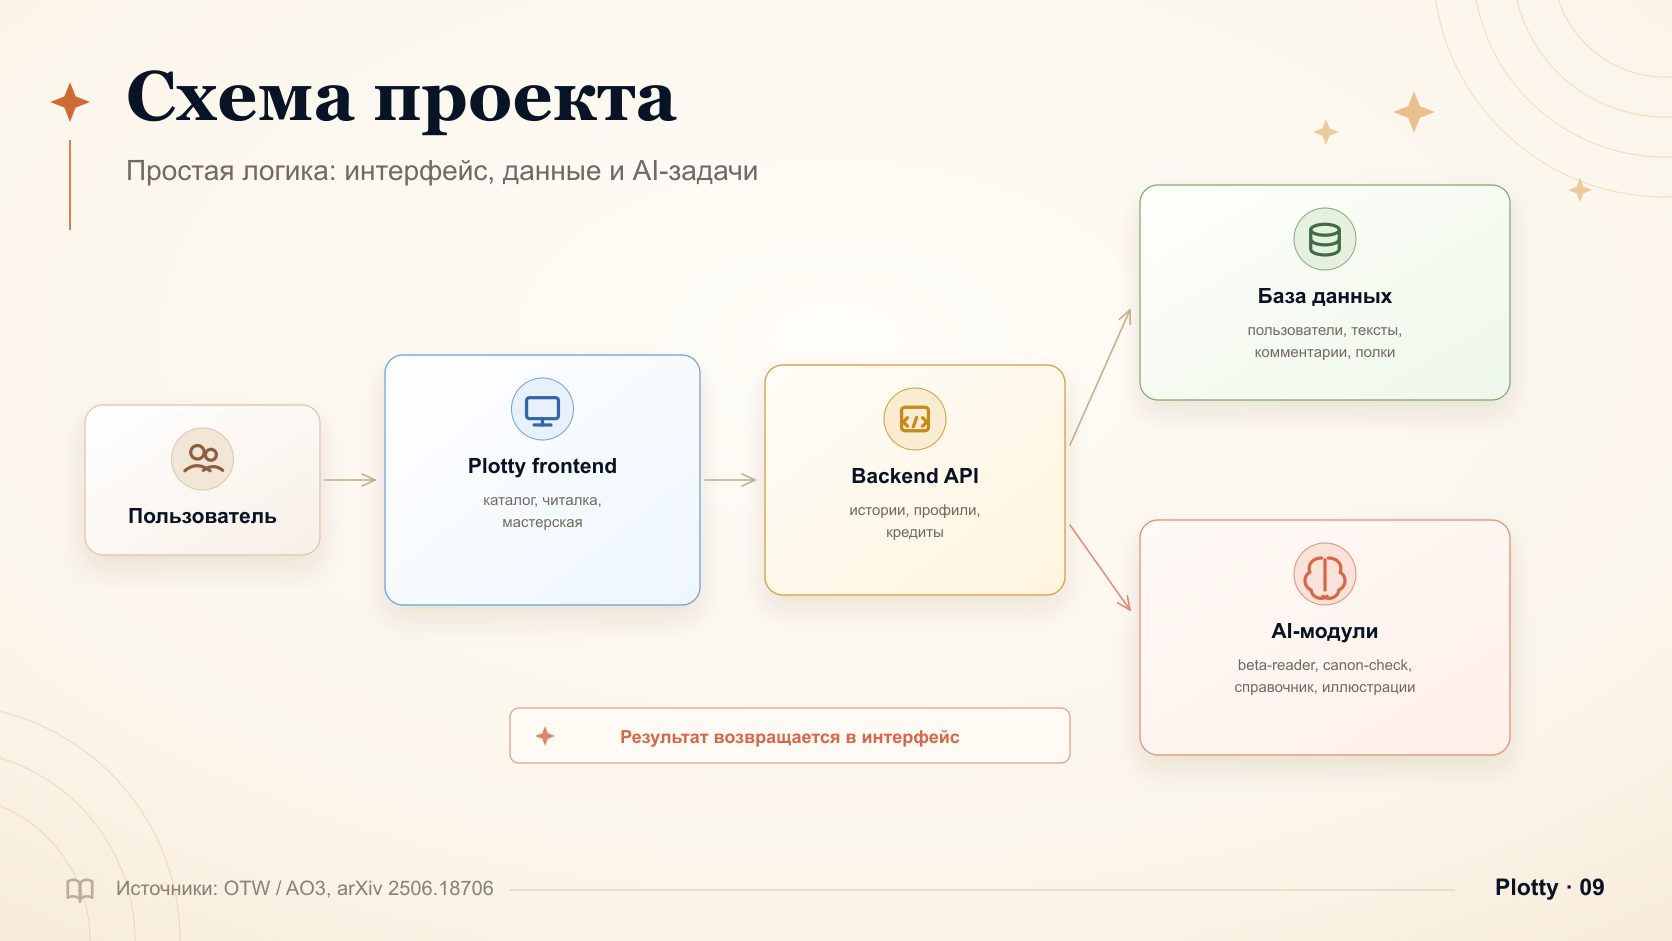 Схема проекта
Простая логика: интерфейс, данные и AI-задачи
Пользователь
Plotty frontend
каталог, читалка,
мастерская
Backend API
истории, профили,
кредиты
База данных
пользователи, тексты,
комментарии, полки
AI-модули
beta-reader, canon-check,
справочник, иллюстрации
Результат возвращается в интерфейс
Источники: OTW / AO3, arXiv 2506.18706
Plotty · 09